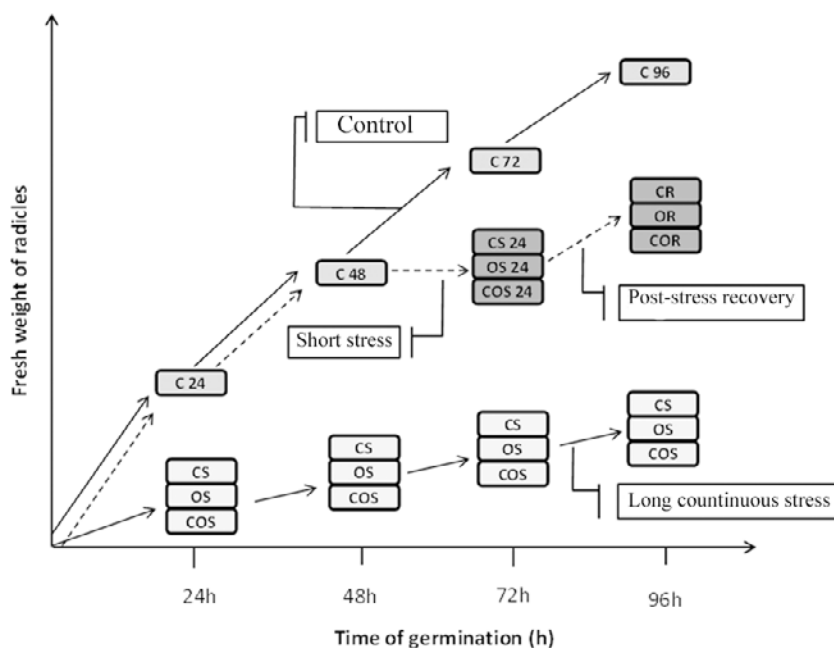 Fresh weight of radicles
C 96
Control
C 72
CR
OR
COR
CS 24
OS 24
COS 24
C 48
Post-stress recovery
Short stress
C 24
CS
OS
COS
CS
OS
COS
CS
OS
COS
CS
OS
COS
Long countinuous stress
24h
48h
72h
96h
Time of germination (h)